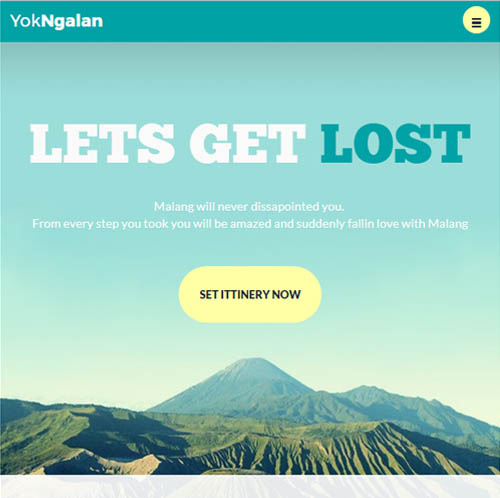 YokNgalan
LETS GET LOST
Malang will never dissapointed you.
From every step you took you will be amazed and suddenly fallin love with Malang
SET ITTINERY NOW